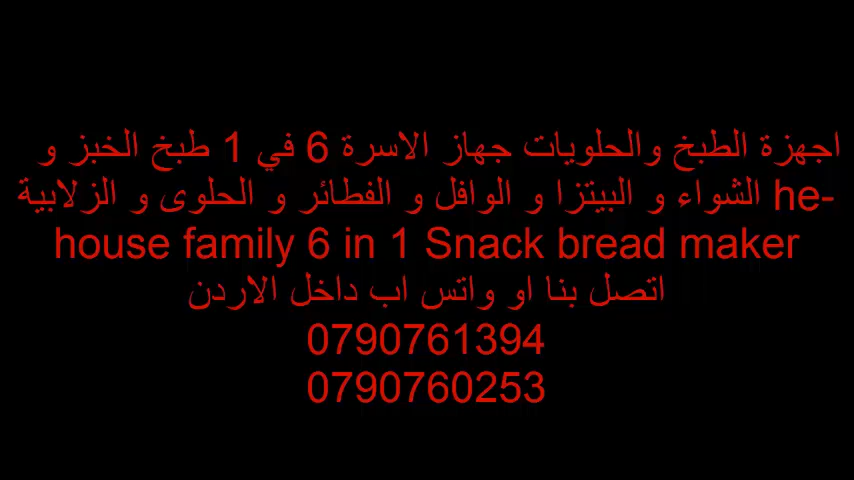 اجهزة الطبخ والحلويات جهاز الاسرة 6 في 1 طبخ الخبز و
الشواء و البيتزا و الوافل و الفطائر و الحلوى و الزلابية he-
house family 6 in 1 Snack bread maker
اتصل بنا او واتس اب داخل الاردن
0790761394
0790760253